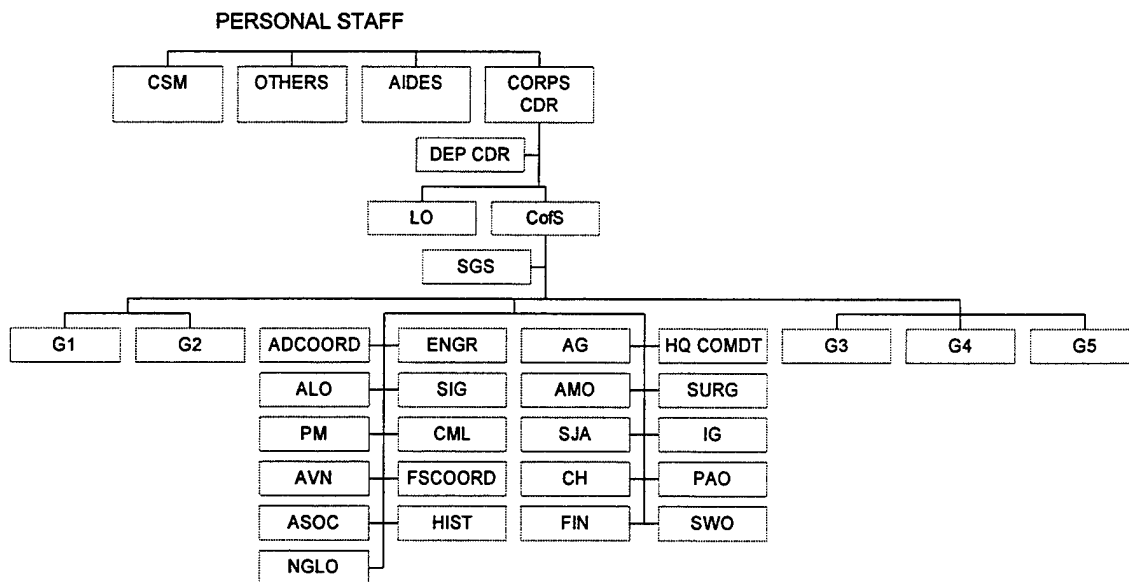 PERSONAL STAFF
CSM OTHERS AIDES CORPS
CDR
DEP CDR
LO CofS
SGS
G1 G2 ADCOORD ENGR AG HQ COMDT G3 G4 G5
ALO SIG AMO SURG
PM CML SJA IG
AVN FSCOORD CH PAO
ASOC HIST FIN SWO
NGLO